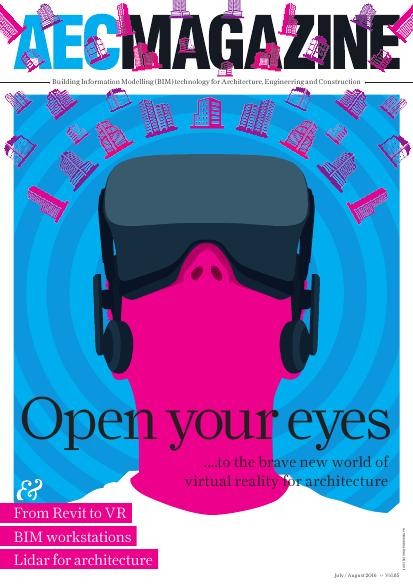 AECMAGAZINE
Building Information Modelling (BIM) technology for Architecture, Engineering and Construction
Open your eyes
....to the brave new world of
virtual reality for architecture
&
From Revit to VR
BIM workstations
Lidar for architecture
July / August 2016 >> Vol.85